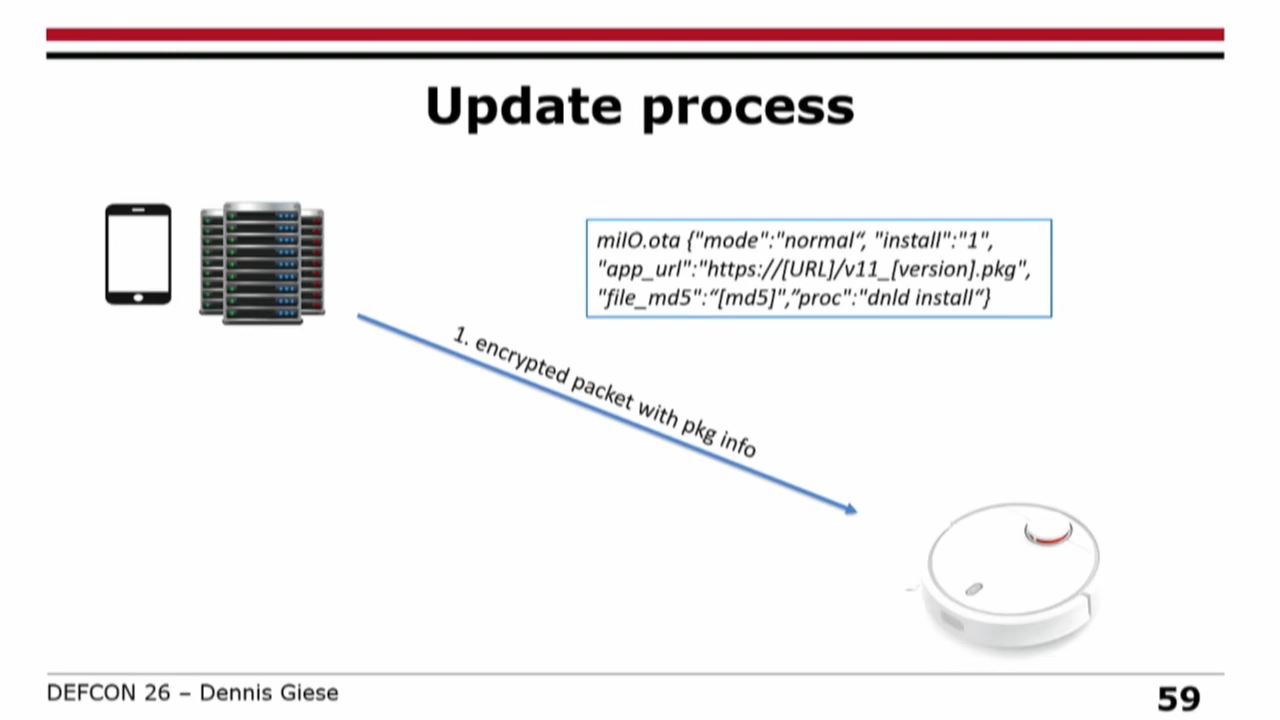 Update process
miIO.ota {"mode":"normal“, "install":"1",
"app_url":"https://[URL]/v11_[version].pkg",
"file_md5":“[md5]",”proc":"dnld install“}
1. encrypted packet with pkg info
DEFCON 26 – Dennis Giese
59